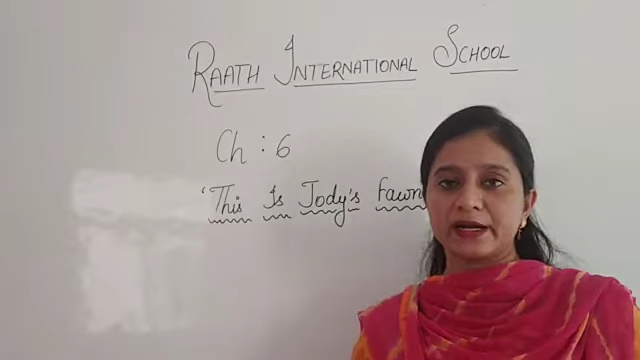 RAATH INTERNATIONAL SCHOOL
Ch : 6
'This Is Jody's Fawn